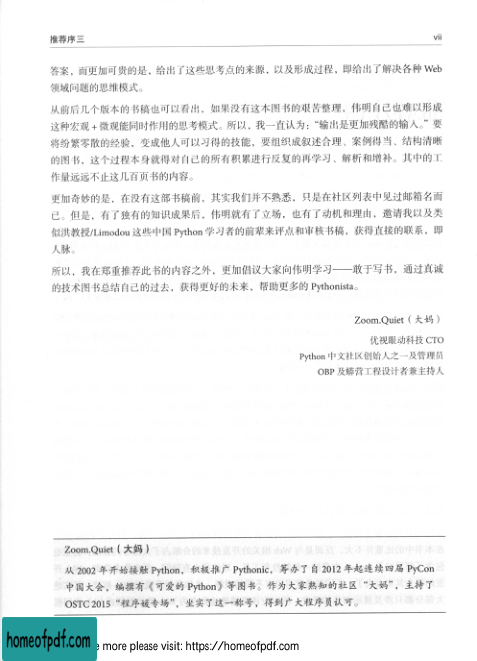 推荐序三 vii
答案，而更加可贵的是，给出了这些思考点的来源，以及形成过程，即给出了解决各种 Web
领域问题的思维模式。
从前后几个版本的书稿也可以看出，如果没有这本图书的艰苦整理，伟明自己也难以形成
这种宏观 + 微观能同时作用的思考模式。所以，我一直认为：“输出是更加残酷的输入。”要
将纷繁零散的经验，变成他人可以习得的技能，要组织成叙述合理、案例得当、结构清晰
的图书，这个过程本身就得对自己的所有积累进行反复的再学习、解析和增补。其中的工
作量远远不止这几百页书的内容。
更加奇妙的是，在没有这部书稿前，其实我们并不熟悉，只是在社区列表中见过邮箱名而
已。但是，有了独有的知识成果后，伟明就有了立场，也有了动机和理由，邀请我以及类
似洪教授/Limodou 这些中国 Python 学习者的前辈来评点和审核书稿，获得直接的联系，即
人脉。
所以，我在郑重推荐此书的内容之外，更加倡议大家向伟明学习——敢于写书，通过真诚
的技术图书总结自己的过去，获得更好的未来，帮助更多的 Pythonista。
Zoom.Quiet（大妈）
优视眼动科技 CTO
Python 中文社区创始人之一及管理员
OBP 及蟒营工程设计者兼主持人
Zoom.Quiet（大妈）
从 2002 年开始接触 Python，积极推广 Pythonic，筹办了自 2012 年起连续四届 PyCon
中国大会，编撰有《可爱的 Python》等图书。作为大家熟知的社区“大妈”，主持了
OSTC 2015“程序媛专场”，坐实了这一称号，得到广大程序员认可。
homeofpdf.com
e more please visit: https://homeofpdf.com